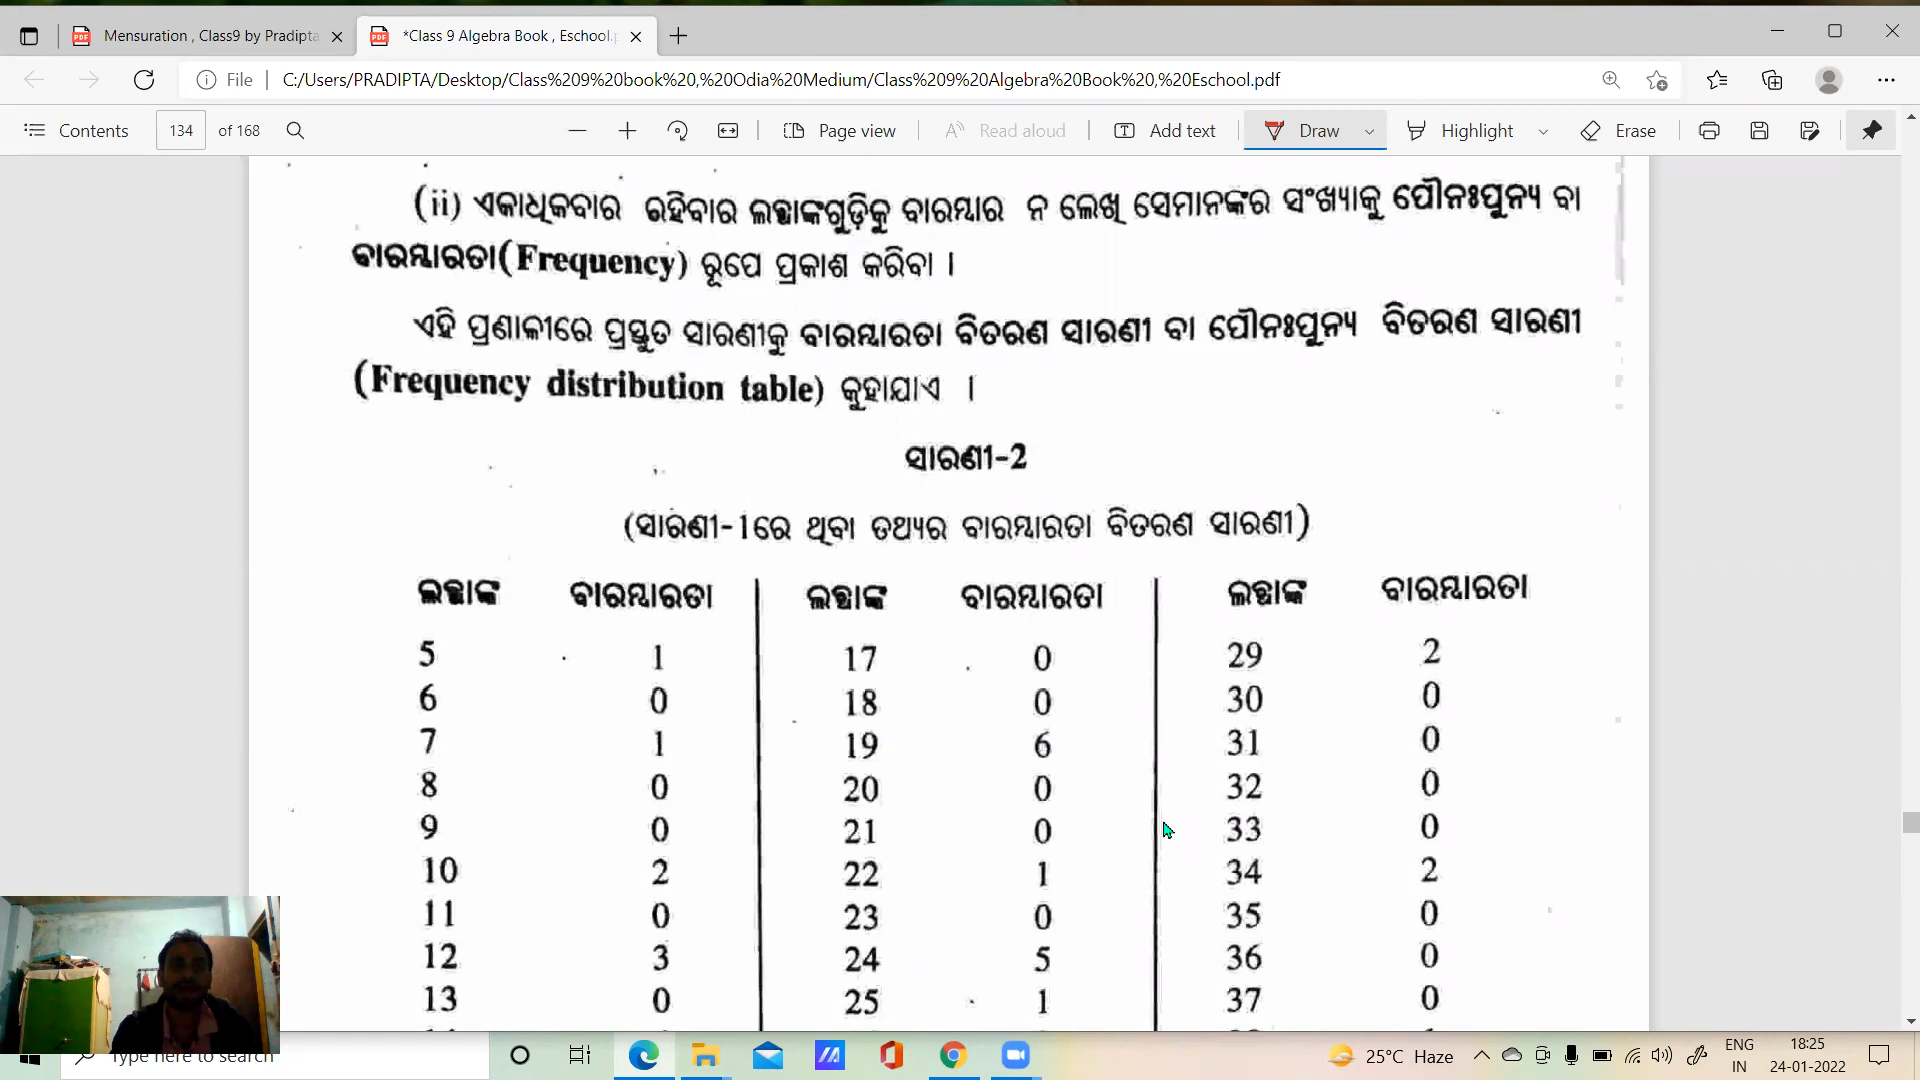 Mensuration , Class9 by Pradipta
*Class 9 Algebra Book , Eschool.p
File
C:/Users/PRADIPTA/Desktop/Class%209%20book%20,%20Odia%20Medium/Class%209%20Algebra%20Book%20,%20Eschool.pdf
Contents 134 of 168 Page view Read aloud Add text Draw Highlight Erase
(ii) ଏକାଧିକବାର ରହିବାର ଲବ୍ଧାଙ୍କଗୁଡ଼ିକୁ ବାରମ୍ବାର ନ ଲେଖି ସେମାନଙ୍କର ସଂଖ୍ୟାକୁ ପୌନଃପୁନ୍ୟ ବା
ବାରମ୍ବାରତା(Frequency) ରୂପେ ପ୍ରକାଶ କରିବା ।
ଏହି ପ୍ରଣାଳୀରେ ପ୍ରସ୍ତୁତ ସାରଣୀକୁ ବାରମ୍ବାରତା ବିତରଣ ସାରଣୀ ବା ପୌନଃପୁନ୍ୟ ବିତରଣ ସାରଣୀ
(Frequency distribution table) କୁହାଯାଏ ।
ସାରଣୀ-2
(ସାରଣୀ-1ରେ ଥିବା ତଥ୍ୟର ବାରମ୍ବାରତା ବିତରଣ ସାରଣୀ)
ଲବ୍ଧାଙ୍କ ବାରମ୍ବାରତା ଲବ୍ଧାଙ୍କ ବାରମ୍ବାରତା ଲବ୍ଧାଙ୍କ ବାରମ୍ବାରତା
5 1 17 0 29 2
6 0 18 0 30 0
7 1 19 6 31 0
8 0 20 0 32 0
9 0 21 0 33 0
10 2 22 1 34 2
11 0 23 0 35 0
12 3 24 5 36 0
13 0 25 1 37 0
Type here to search
25°C Haze
ENG
IN
18:25
24-01-2022